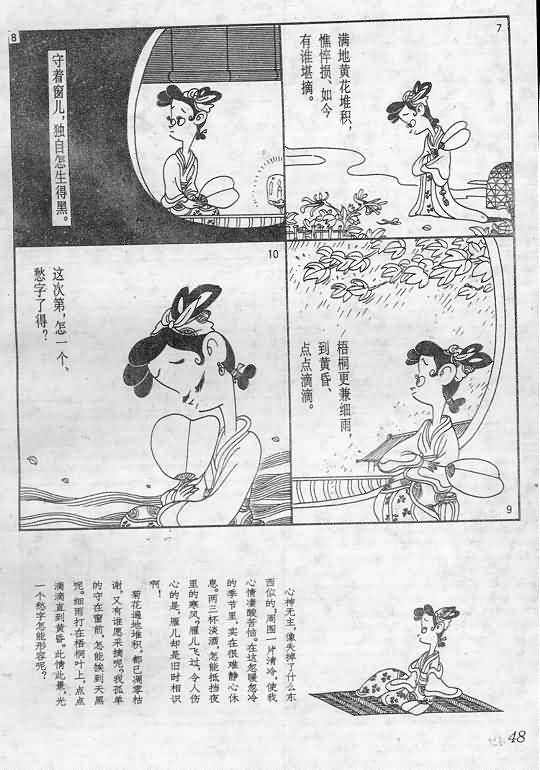 7
满地黄花堆积,
憔悴损、如今
有谁堪摘。
8
守着窗儿,独自怎生得黑。
9
梧桐更兼细雨,
到黄昏、
点点滴滴。
10
这次第,怎一个、
愁字了得?
心神无主,像失掉了什么东
西似的,周围一片清冷,使我
心情凄酸苦恼。在这忽暖忽冷
的季节里,实在很难静心休
息。两三杯淡酒,怎能抵挡夜
里的寒风?雁儿飞过,令人伤
心的是,雁儿却是旧时相识
啊!
菊花遍地堆积。都已凋零枯
谢,又有谁愿采摘呢?我孤单
的守在窗前,怎能挨到天黑
呢。细雨打在梧桐叶上,点点
滴滴直到黄昏。此情此景,光
一个愁字怎能形容呢?
48